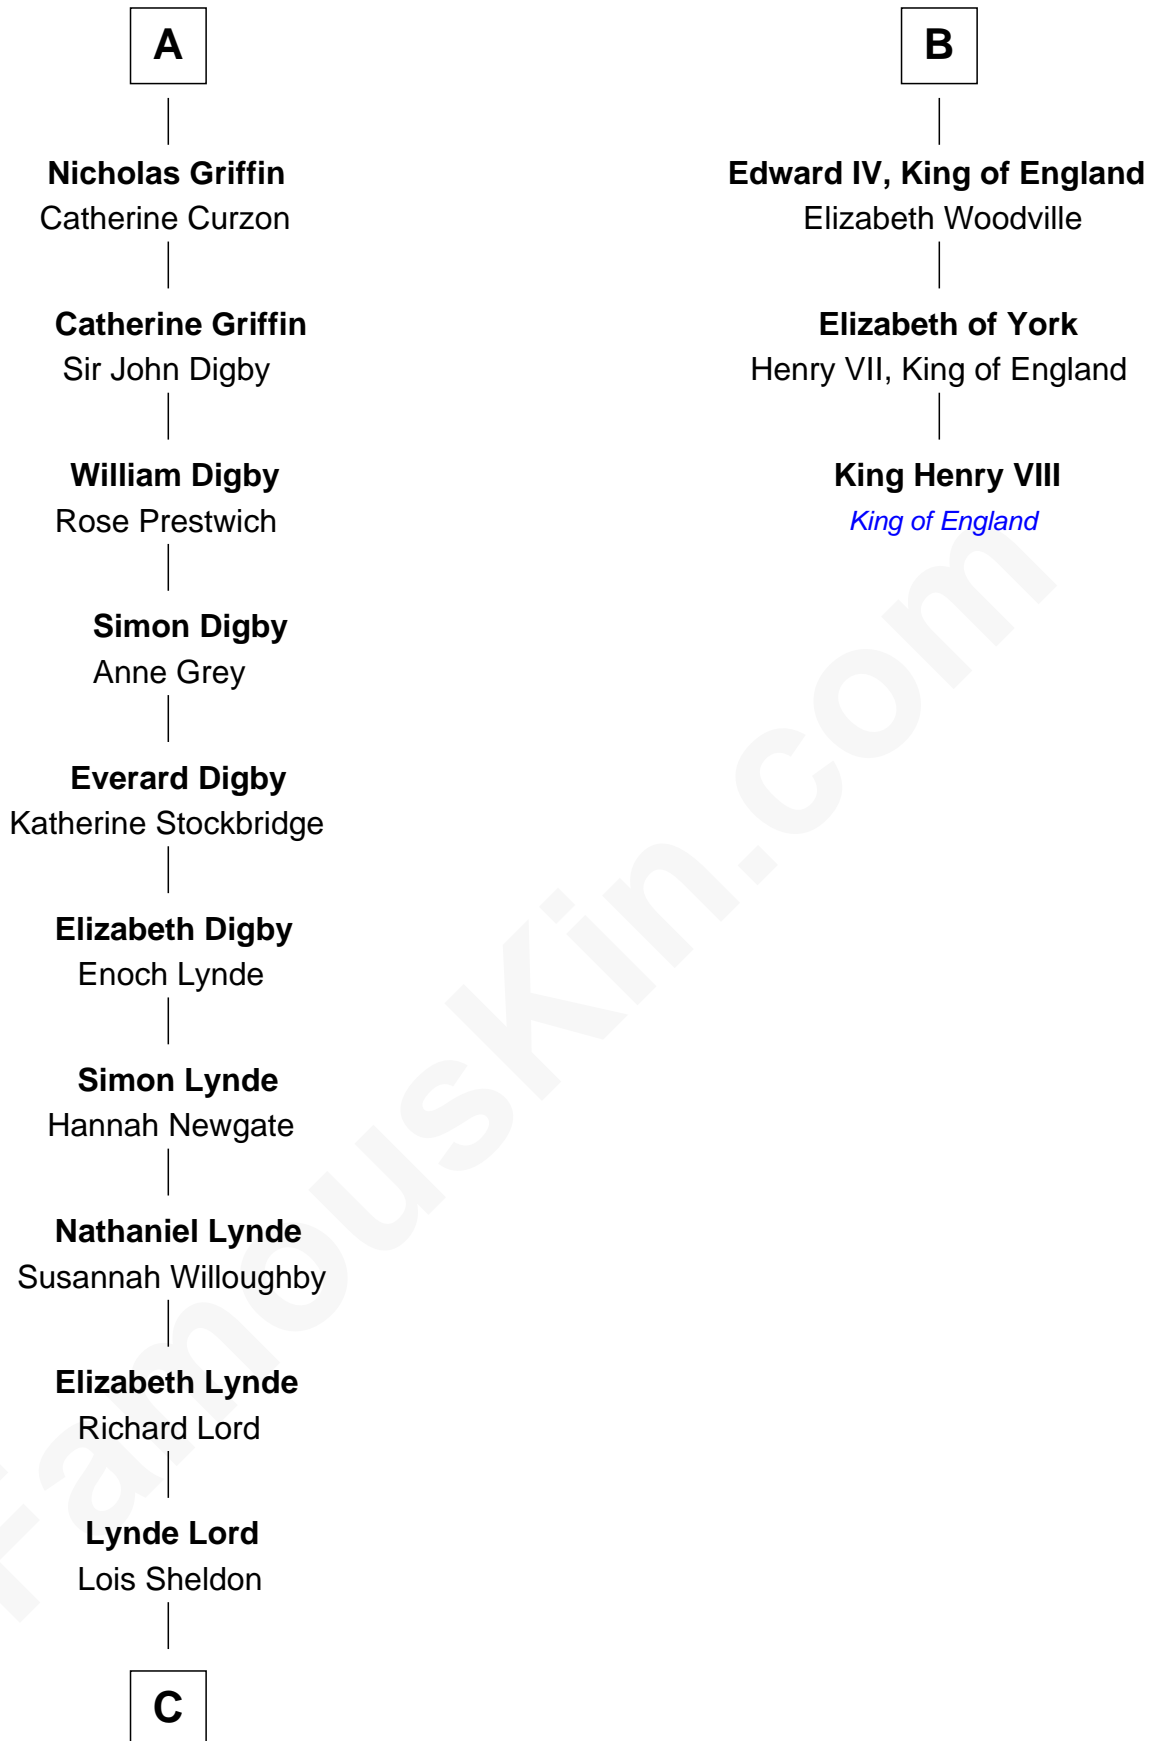 A
Nicholas Griffin
Catherine Curzon
Catherine Griffin
Sir John Digby
William Digby
Rose Prestwich
Simon Digby
Anne Grey
Everard Digby
Katherine Stockbridge
Elizabeth Digby
Enoch Lynde
Simon Lynde
Hannah Newgate
Nathaniel Lynde
Susannah Willoughby
Elizabeth Lynde
Richard Lord
Lynde Lord
Lois Sheldon
C
B
Edward IV, King of England
Elizabeth Woodville
Elizabeth of York
Henry VII, King of England
King Henry VIII
King of England
FamousKin.com